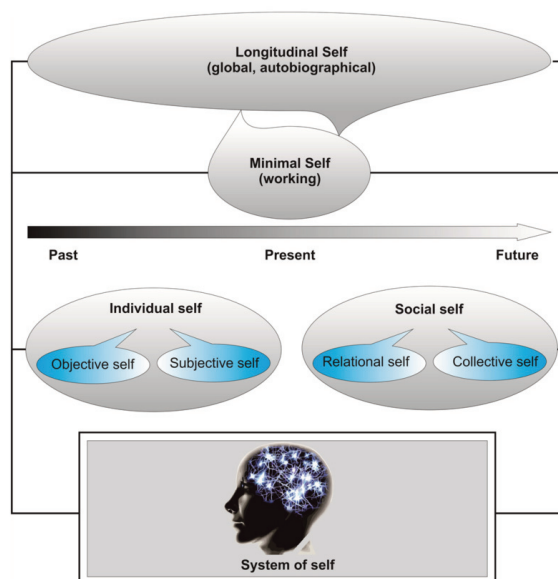 Longitudinal Self
(global, autobiographical)
Minimal Self
(working)
Past Present Future
Individual self
Objective self Subjective self
Social self
Relational self Collective self
System of self